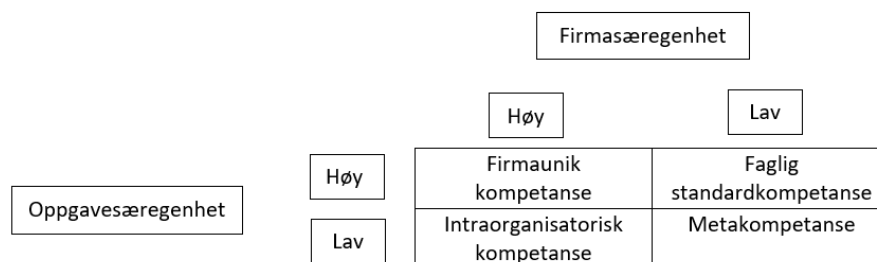 Firmasæregenhet
Høy
Lav
Høy
Firmaunik
kompetanse
Faglig
standardkompetanse
Oppgavesæregenhet
Lav
Intraorganisatorisk
kompetanse
Metakompetanse